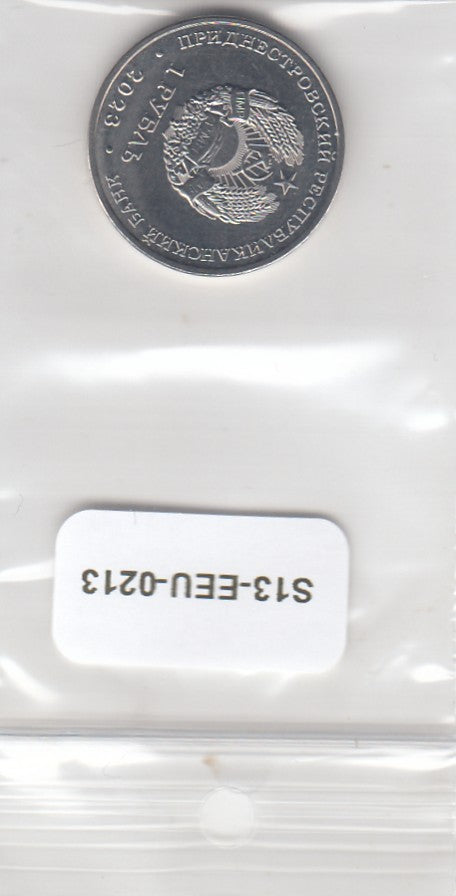 ПРИДНЕСТРОВСКИЙ РЕСПУБЛИКАНСКИЙ БАНК
• 2023 •
1 РУБЛЬ
S13-EEU-0213